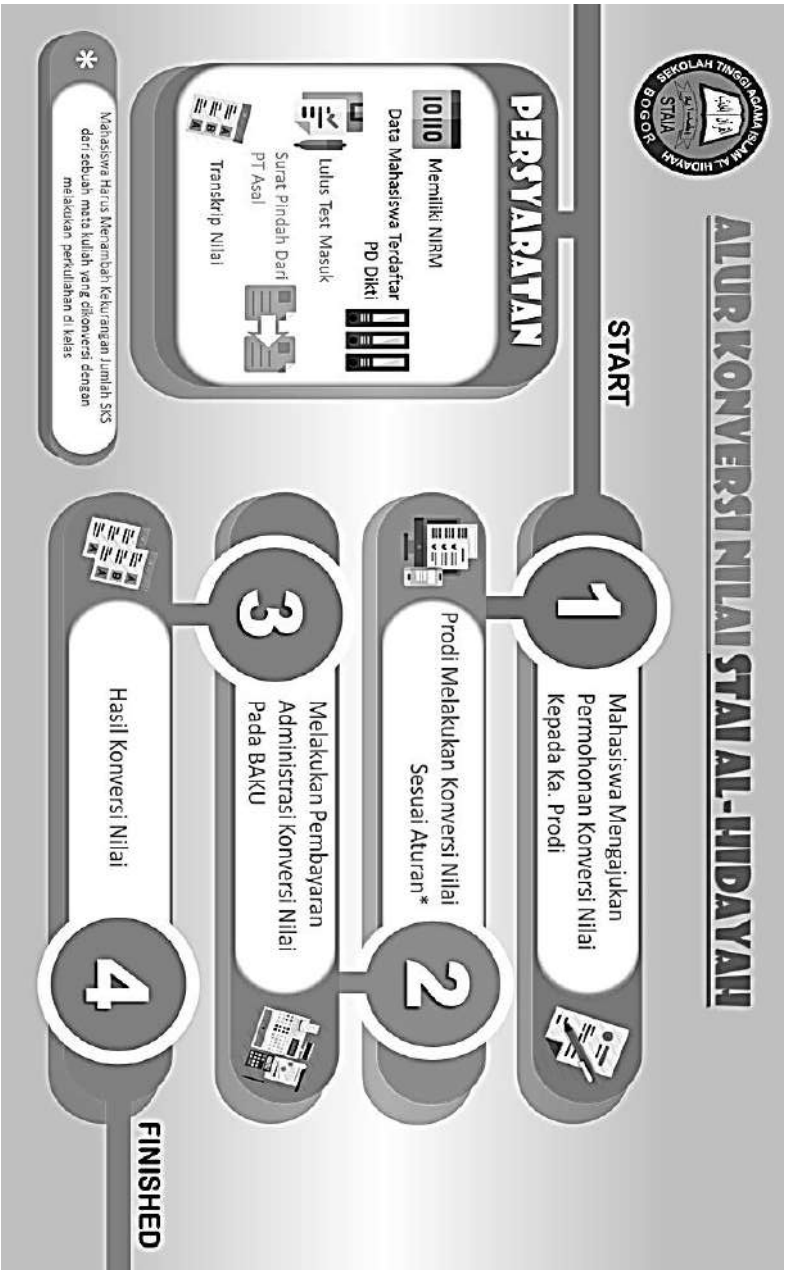 SEKOLAH TINGGI AGAMA ISLAM AL HIDAYAH
STAIA
BOGOR
ALUR KONVERSI NILAI STAI AL-HIDAYAH
START
PERSYARATAN
10110
Memiliki NIRM
Data Mahasiswa Terdaftar
PD Dikti
Lulus Test Masuk
Surat Pindah Dari
PT Asal
Transkrip Nilai
*
Mahasiswa Harus Menambah Kekurangan Jumlah SKS
dari sebuah mata kuliah yang dikonversi dengan
melakukan perkuliahan di kelas
1
Mahasiswa Mengajukan
Permohonan Konversi Nilai
Kepada Ka. Prodi
Prodi Melakukan Konversi Nilai
Sesuai Aturan*
2
3
Melakukan Pembayaran
Administrasi Konversi Nilai
Pada BAKU
Hasil Konversi Nilai
4
FINISHED